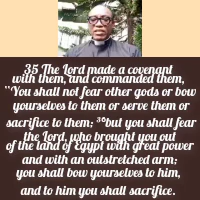 35 The Lord made a covenant
with them, and commanded them,
“You shall not fear other gods or bow
yourselves to them or serve them or
sacrifice to them; ³⁶but you shall fear
the Lord, who brought you out
of the land of Egypt with great power
and with an outstretched arm;
you shall bow yourselves to him,
and to him you shall sacrifice.